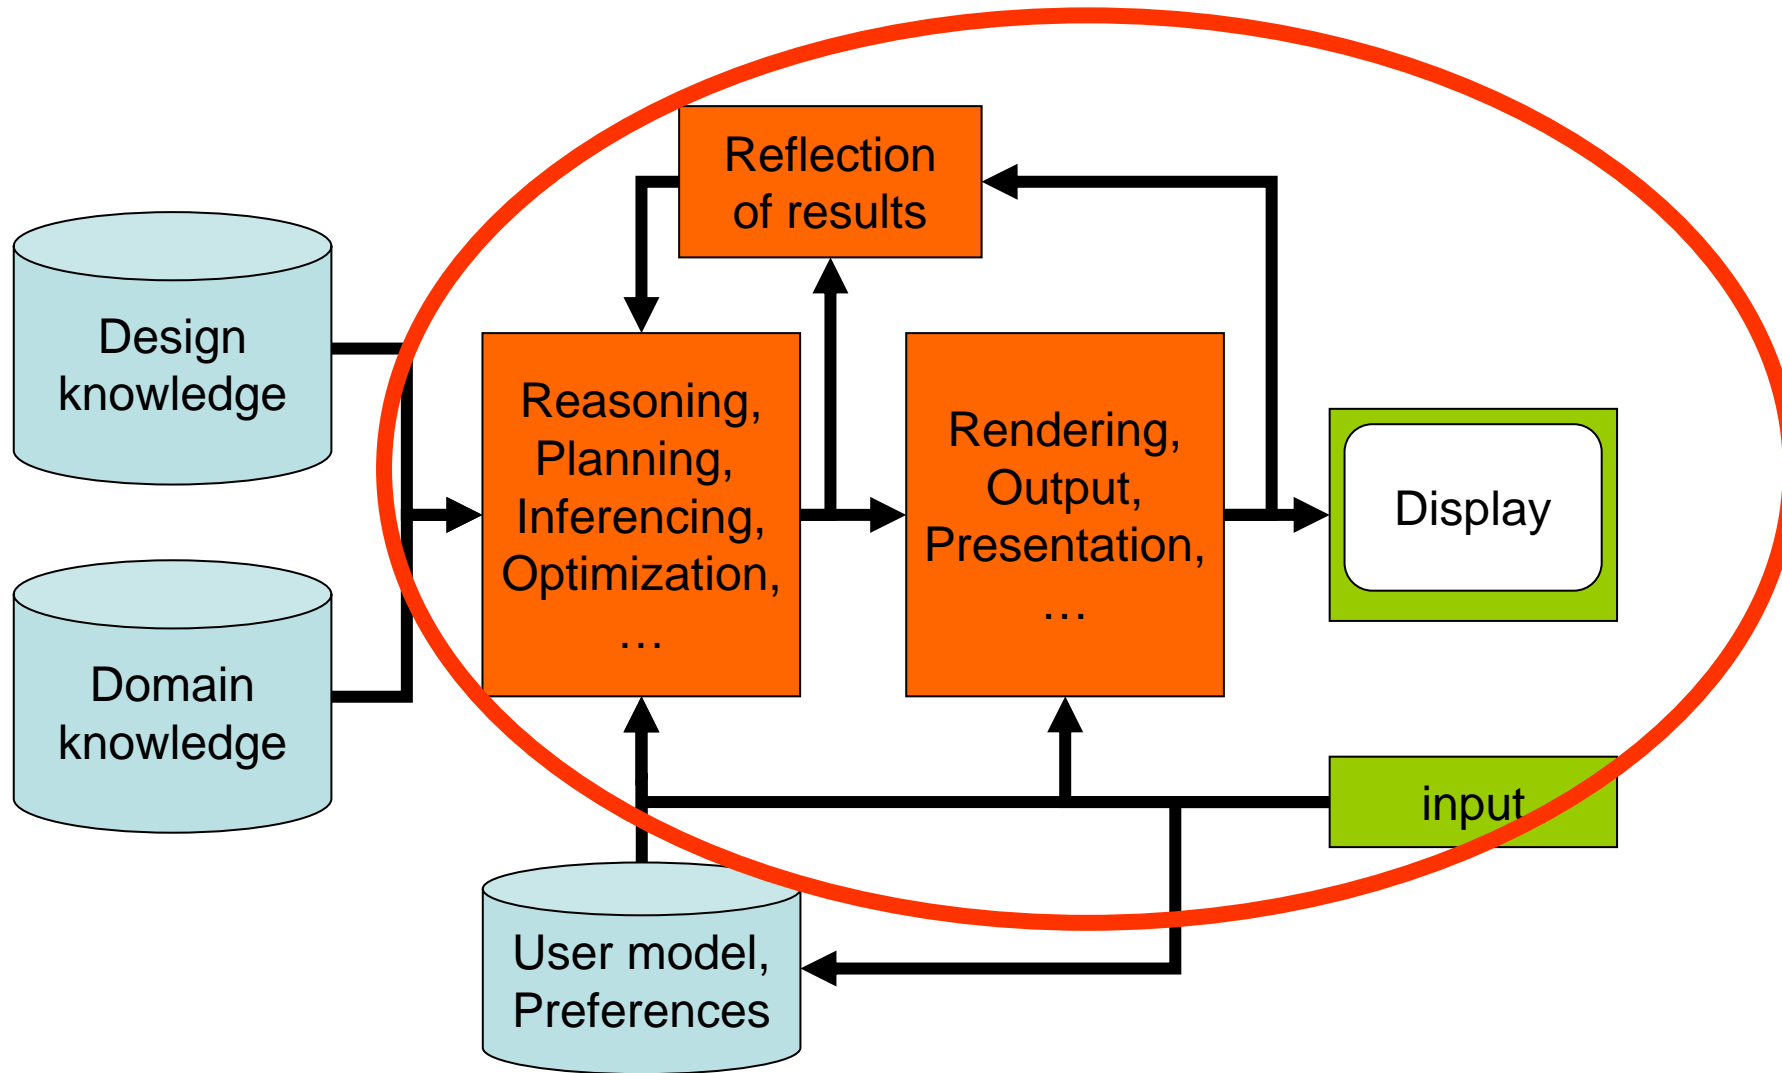 Reflection
of results
Design
knowledge
Reasoning,
Planning,
Inferencing,
Optimization,
…
Rendering,
Output,
Presentation,
…
Display
Domain
knowledge
input
User model,
Preferences